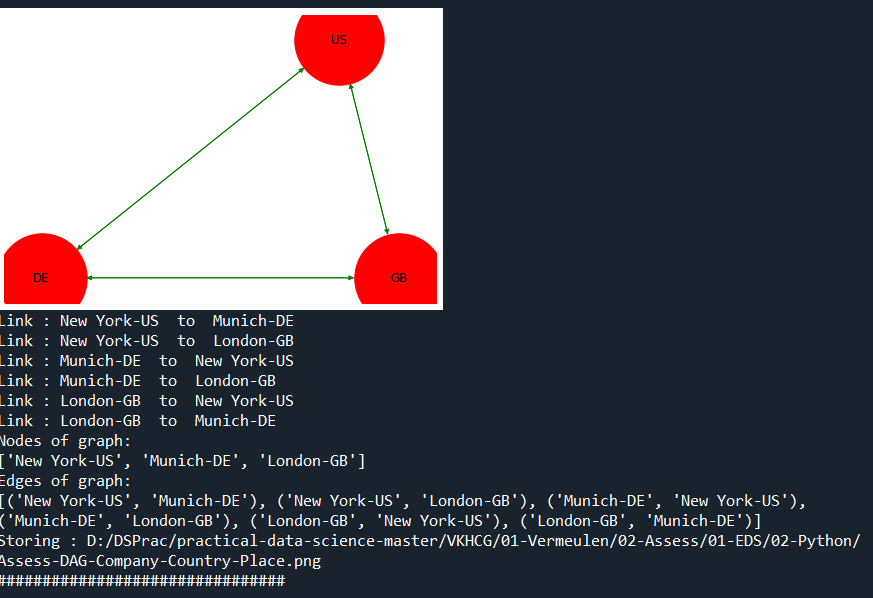 US
DE
GB
Link : New York-US  to  Munich-DE
Link : New York-US  to  London-GB
Link : Munich-DE  to  New York-US
Link : Munich-DE  to  London-GB
Link : London-GB  to  New York-US
Link : London-GB  to  Munich-DE
Nodes of graph:
['New York-US', 'Munich-DE', 'London-GB']
Edges of graph:
[('New York-US', 'Munich-DE'), ('New York-US', 'London-GB'), ('Munich-DE', 'New York-US'),
('Munich-DE', 'London-GB'), ('London-GB', 'New York-US'), ('London-GB', 'Munich-DE')]
Storing : D:/DSPrac/practical-data-science-master/VKHCG/01-Vermeulen/02-Assess/01-EDS/02-Python/
Assess-DAG-Company-Country-Place.png
################################